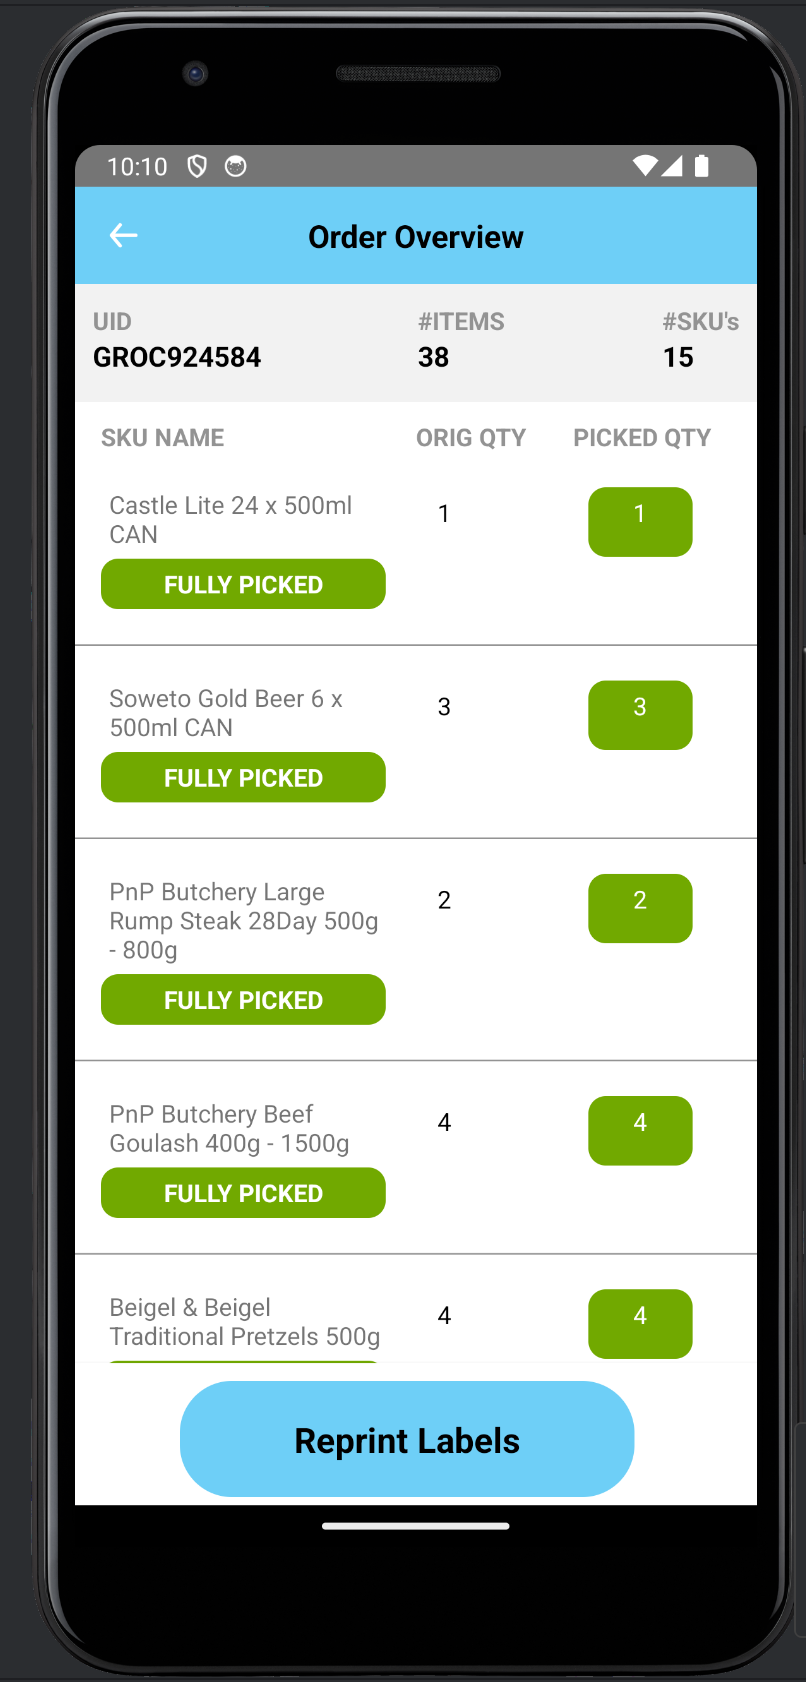 10:10
Order Overview
UID #ITEMS #SKU's
GROC924584 38 15
SKU NAME ORIG QTY PICKED QTY
Castle Lite 24 x 500ml 1 1
CAN
FULLY PICKED
Soweto Gold Beer 6 x 3 3
500ml CAN
FULLY PICKED
PnP Butchery Large 2 2
Rump Steak 28Day 500g
- 800g
FULLY PICKED
PnP Butchery Beef 4 4
Goulash 400g - 1500g
FULLY PICKED
Beigel & Beigel 4 4
Traditional Pretzels 500g
Reprint Labels